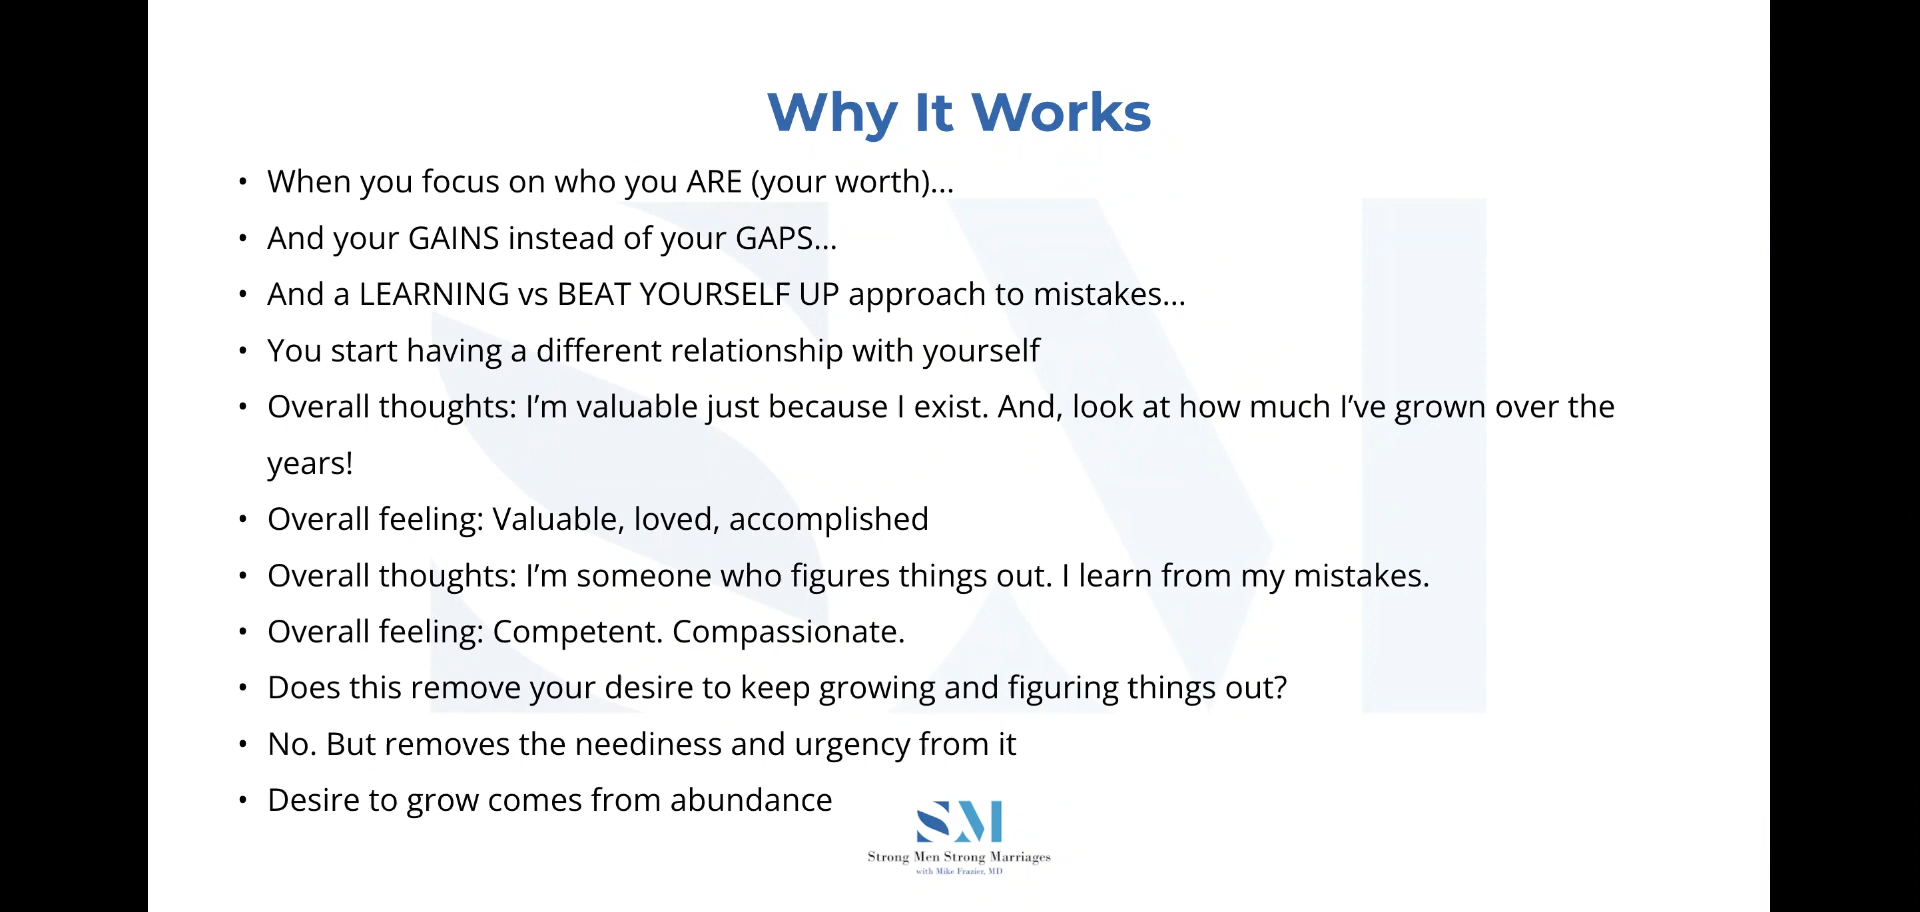 Why It Works
• When you focus on who you ARE (your worth)...
• And your GAINS instead of your GAPS...
• And a LEARNING vs BEAT YOURSELF UP approach to mistakes...
• You start having a different relationship with yourself
• Overall thoughts: I’m valuable just because I exist. And, look at how much I’ve grown over the
years!
• Overall feeling: Valuable, loved, accomplished
• Overall thoughts: I’m someone who figures things out. I learn from my mistakes.
• Overall feeling: Competent. Compassionate.
• Does this remove your desire to keep growing and figuring things out?
• No. But removes the neediness and urgency from it
• Desire to grow comes from abundance
SM
Strong Men Strong Marriages
with Mike Frazier, MD